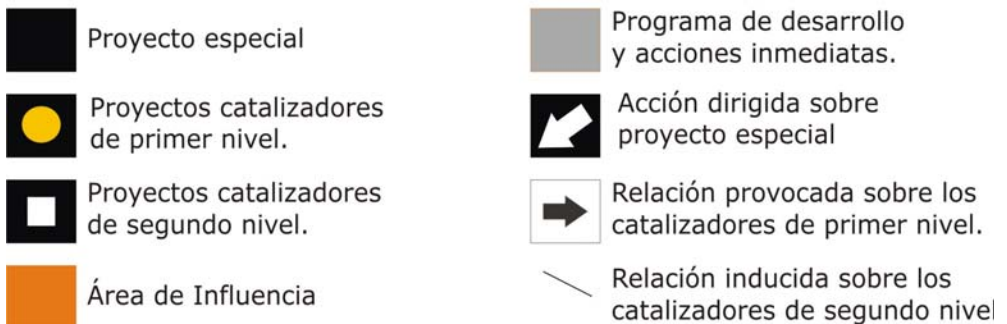 Proyecto especial
Proyectos catalizadores
de primer nivel.
Proyectos catalizadores
de segundo nivel.
Área de Influencia
Programa de desarrollo
y acciones inmediatas.
Acción dirigida sobre
proyecto especial
Relación provocada sobre los
catalizadores de primer nivel.
Relación inducida sobre los
catalizadores de segundo nivel